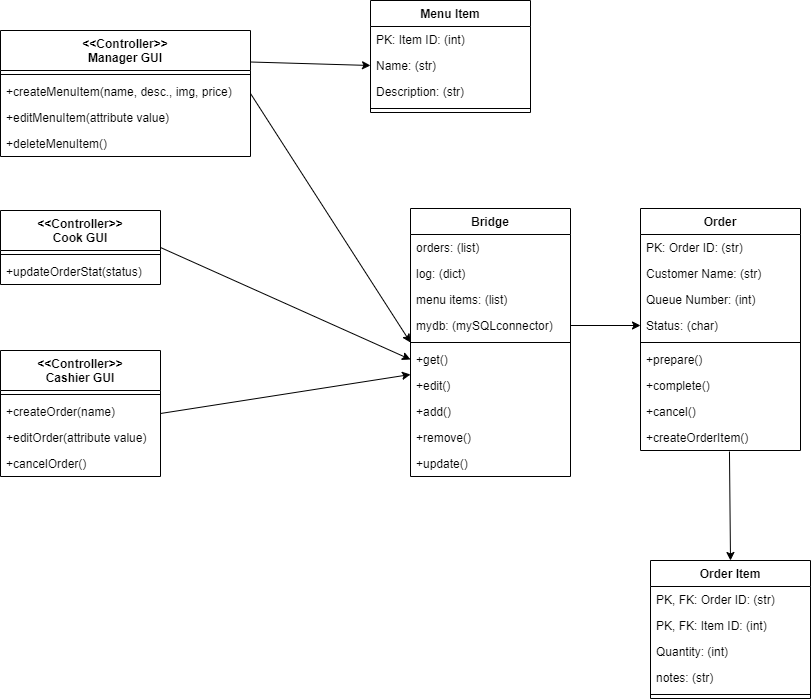 Menu Item
PK: Item ID: (int)
Name: (str)
Description: (str)
<<Controller>>
Manager GUI
+createMenuItem(name, desc., img, price)
+editMenuItem(attribute value)
+deleteMenuItem()
<<Controller>>
Cook GUI
+updateOrderStat(status)
<<Controller>>
Cashier GUI
+createOrder(name)
+editOrder(attribute value)
+cancelOrder()
Bridge
orders: (list)
log: (dict)
menu items: (list)
mydb: (mySQLconnector)
+get()
+edit()
+add()
+remove()
+update()
Order
PK: Order ID: (str)
Customer Name: (str)
Queue Number: (int)
Status: (char)
+prepare()
+complete()
+cancel()
+createOrderItem()
Order Item
PK, FK: Order ID: (str)
PK, FK: Item ID: (int)
Quantity: (int)
notes: (str)